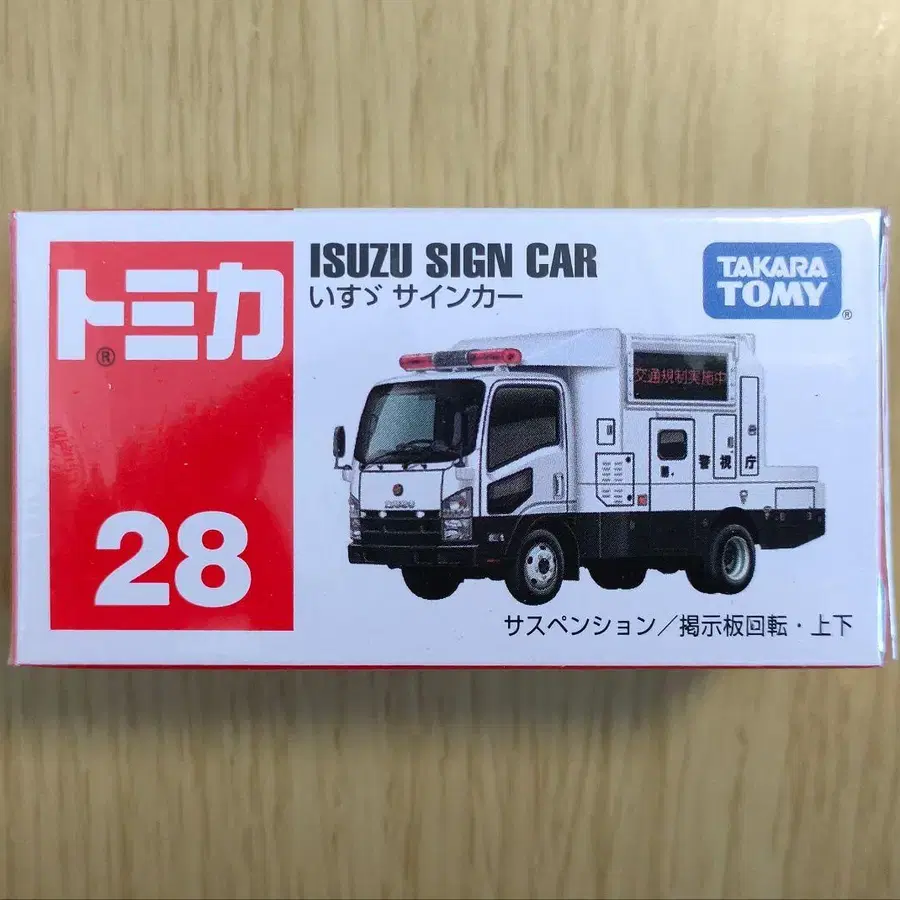 トミカ
®
28
ISUZU SIGN CAR
いすゞ サインカー
TAKARA
TOMY
®
交通規制実施中
警視庁
サスペンション/掲示板回転・上下